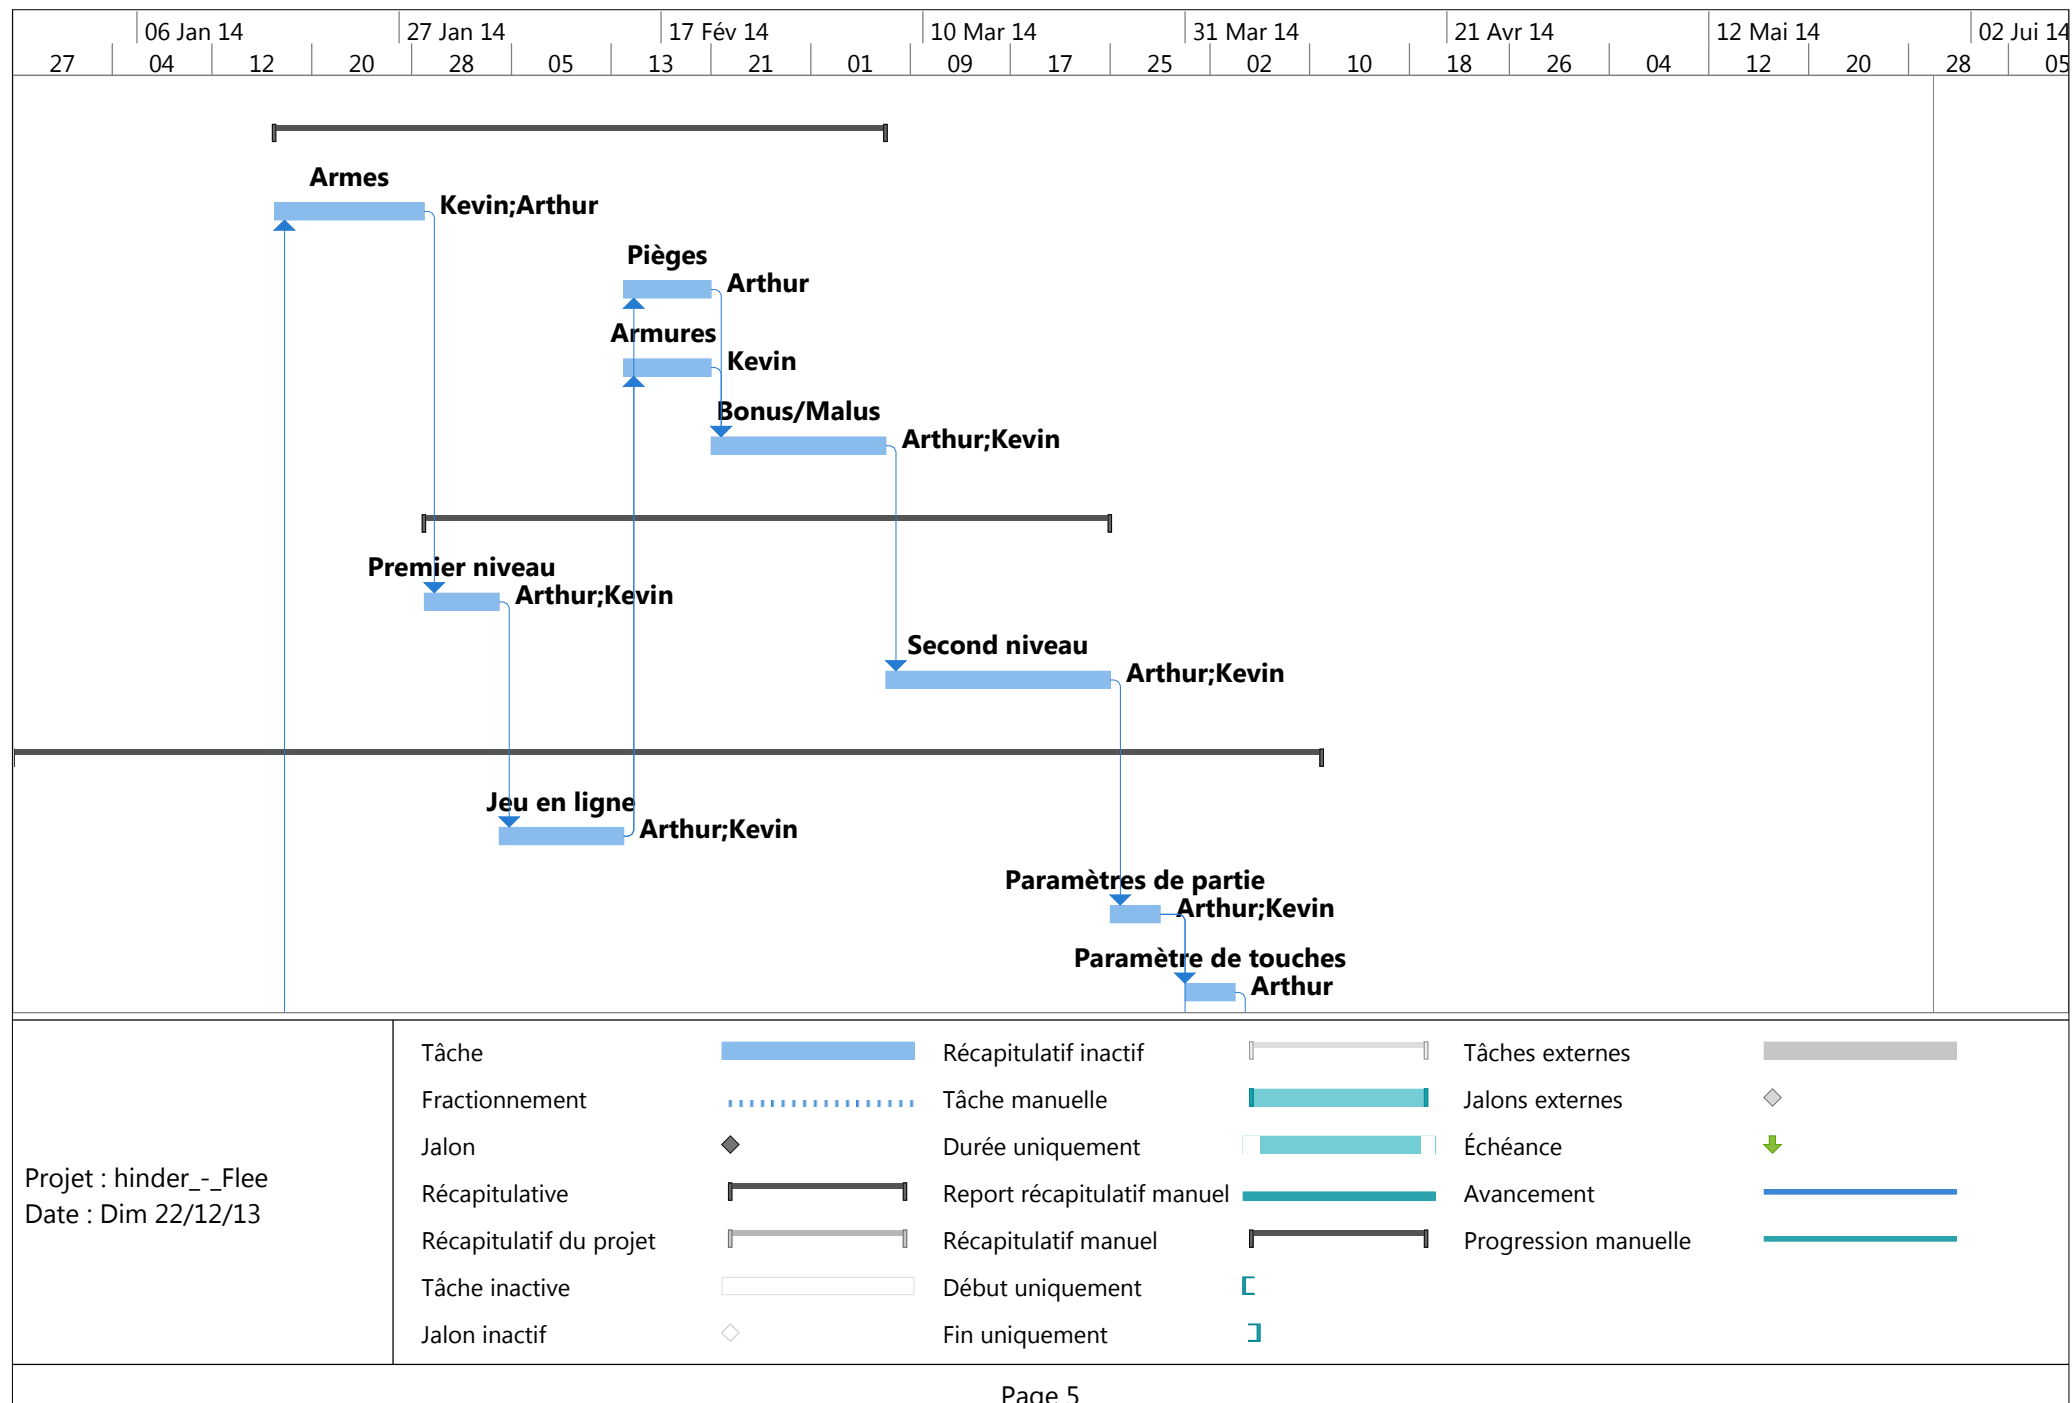 06 Jan 14 27 Jan 14 17 Fév 14 10 Mar 14 31 Mar 14 21 Avr 14 12 Mai 14 02 Jui 14
27 04 12 20 28 05 13 21 01 09 17 25 02 10 18 26 04 12 20 28 05
Armes
Kevin;Arthur
Pièges
Arthur
Armures
Kevin
Bonus/Malus
Arthur;Kevin
Premier niveau
Arthur;Kevin
Second niveau
Arthur;Kevin
Jeu en ligne
Arthur;Kevin
Paramètres de partie
Arthur;Kevin
Paramètre de touches
Arthur
Projet : hinder_-_Flee
Date : Dim 22/12/13
Tâche
Fractionnement
Jalon
Récapitulative
Récapitulatif du projet
Tâche inactive
Jalon inactif
Récapitulatif inactif
Tâche manuelle
Durée uniquement
Report récapitulatif manuel
Récapitulatif manuel
Début uniquement
Fin uniquement
Tâches externes
Jalons externes
Échéance
Avancement
Progression manuelle
Page 5